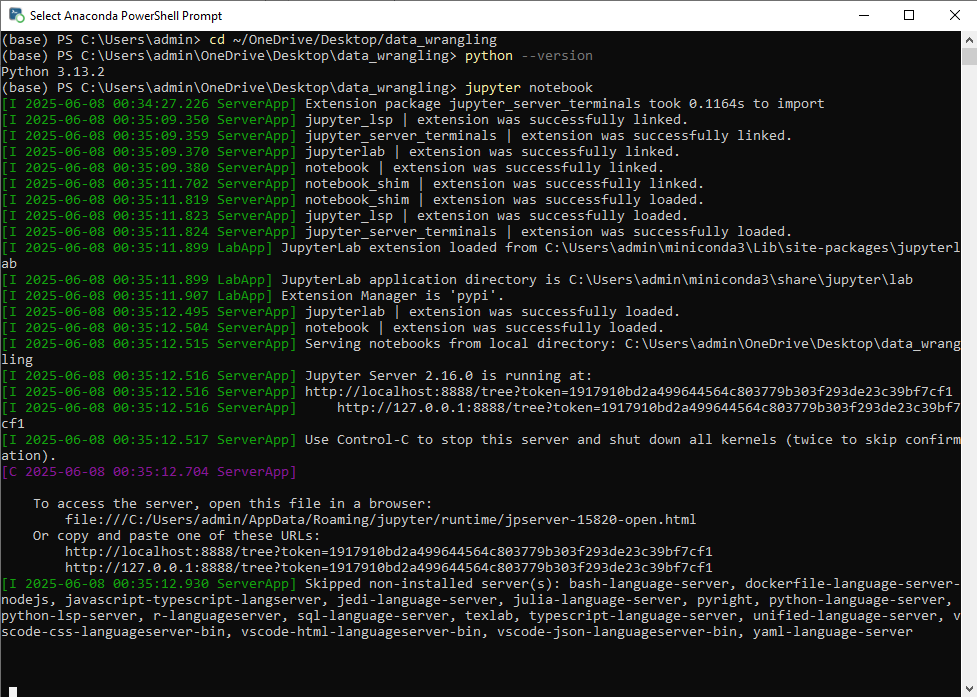 Select Anaconda PowerShell Prompt
(base) PS C:\Users\admin> cd ~/OneDrive/Desktop/data_wrangling
(base) PS C:\Users\admin\OneDrive\Desktop\data_wrangling> python --version
Python 3.13.2
(base) PS C:\Users\admin\OneDrive\Desktop\data_wrangling> jupyter notebook
[I 2025-06-08 00:34:27.226 ServerApp] Extension package jupyter_server_terminals took 0.1164s to import
[I 2025-06-08 00:35:09.350 ServerApp] jupyter_lsp | extension was successfully linked.
[I 2025-06-08 00:35:09.359 ServerApp] jupyter_server_terminals | extension was successfully linked.
[I 2025-06-08 00:35:09.370 ServerApp] jupyterlab | extension was successfully linked.
[I 2025-06-08 00:35:09.380 ServerApp] notebook | extension was successfully linked.
[I 2025-06-08 00:35:11.702 ServerApp] notebook_shim | extension was successfully linked.
[I 2025-06-08 00:35:11.819 ServerApp] notebook_shim | extension was successfully loaded.
[I 2025-06-08 00:35:11.823 ServerApp] jupyter_lsp | extension was successfully loaded.
[I 2025-06-08 00:35:11.824 ServerApp] jupyter_server_terminals | extension was successfully loaded.
[I 2025-06-08 00:35:11.899 LabApp] JupyterLab extension loaded from C:\Users\admin\miniconda3\Lib\site-packages\jupyterl
ab
[I 2025-06-08 00:35:11.899 LabApp] JupyterLab application directory is C:\Users\admin\miniconda3\share\jupyter\lab
[I 2025-06-08 00:35:11.907 LabApp] Extension Manager is 'pypi'.
[I 2025-06-08 00:35:12.495 ServerApp] jupyterlab | extension was successfully loaded.
[I 2025-06-08 00:35:12.504 ServerApp] notebook | extension was successfully loaded.
[I 2025-06-08 00:35:12.515 ServerApp] Serving notebooks from local directory: C:\Users\admin\OneDrive\Desktop\data_wrang
ling
[I 2025-06-08 00:35:12.516 ServerApp] Jupyter Server 2.16.0 is running at:
[I 2025-06-08 00:35:12.516 ServerApp] http://localhost:8888/tree?token=1917910bd2a499644564c803779b303f293de23c39bf7cf1
[I 2025-06-08 00:35:12.516 ServerApp]     http://127.0.0.1:8888/tree?token=1917910bd2a499644564c803779b303f293de23c39bf7
cf1
[I 2025-06-08 00:35:12.517 ServerApp] Use Control-C to stop this server and shut down all kernels (twice to skip confirm
ation).
[C 2025-06-08 00:35:12.704 ServerApp]
To access the server, open this file in a browser:
file:///C:/Users/admin/AppData/Roaming/jupyter/runtime/jpserver-15820-open.html
Or copy and paste one of these URLs:
http://localhost:8888/tree?token=1917910bd2a499644564c803779b303f293de23c39bf7cf1
http://127.0.0.1:8888/tree?token=1917910bd2a499644564c803779b303f293de23c39bf7cf1
[I 2025-06-08 00:35:12.930 ServerApp] Skipped non-installed server(s): bash-language-server, dockerfile-language-server-
nodejs, javascript-typescript-langserver, jedi-language-server, julia-language-server, pyright, python-language-server,
python-lsp-server, r-languageserver, sql-language-server, texlab, typescript-language-server, unified-language-server, v
scode-css-languageserver-bin, vscode-html-languageserver-bin, vscode-json-languageserver-bin, yaml-language-server